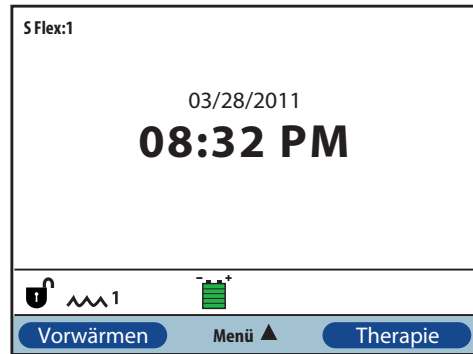 S Flex:1
03/28/2011
08:32 PM
1
- +
Vorwärmen Menü ▲ Therapie